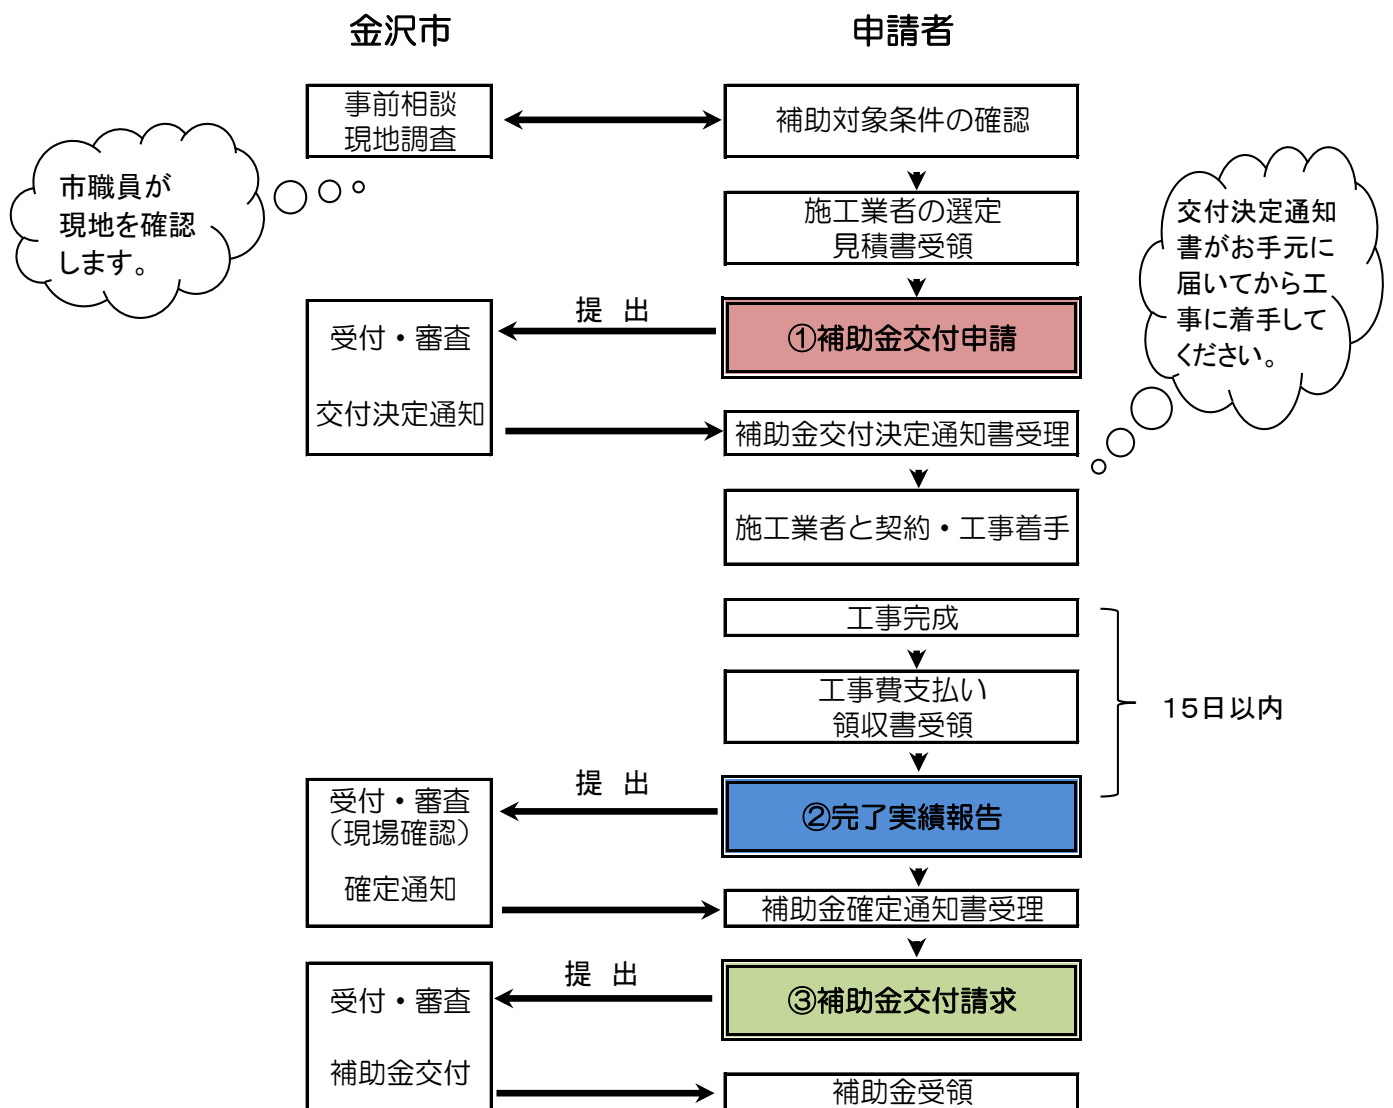 金沢市
申請者
事前相談
現地調査
補助対象条件の確認
市職員が
現地を確認
します。
施工業者の選定
見積書受領
交付決定通知
書がお手元に
届いてから工
事に着手して
ください。
提 出
①補助金交付申請
受付・審査
交付決定通知
補助金交付決定通知書受理
施工業者と契約・工事着手
工事完成
工事費支払い
領収書受領
15日以内
提 出
②完了実績報告
受付・審査
（現場確認）
確定通知
補助金確定通知書受理
提 出
③補助金交付請求
受付・審査
補助金交付
補助金受領